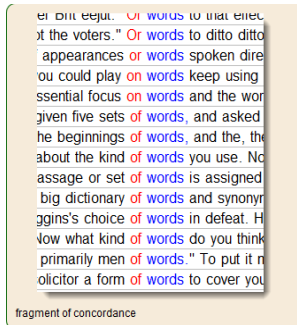 er Brit eejut. Or words to that effec
ot the voters." Or words to ditto ditto
appearances or words spoken dire
ou could play on words keep using
ssential focus on words and the wor
given five sets of words, and asked
he beginnings of words, and the, the
about the kind of words you use. No
assage or set of words is assigned
big dictionary of words and synonyr
ggins's choice of words in defeat. H
Now what kind of words do you think
primarily men of words." To put it n
olicitor a form of words to cover you
fragment of concordance